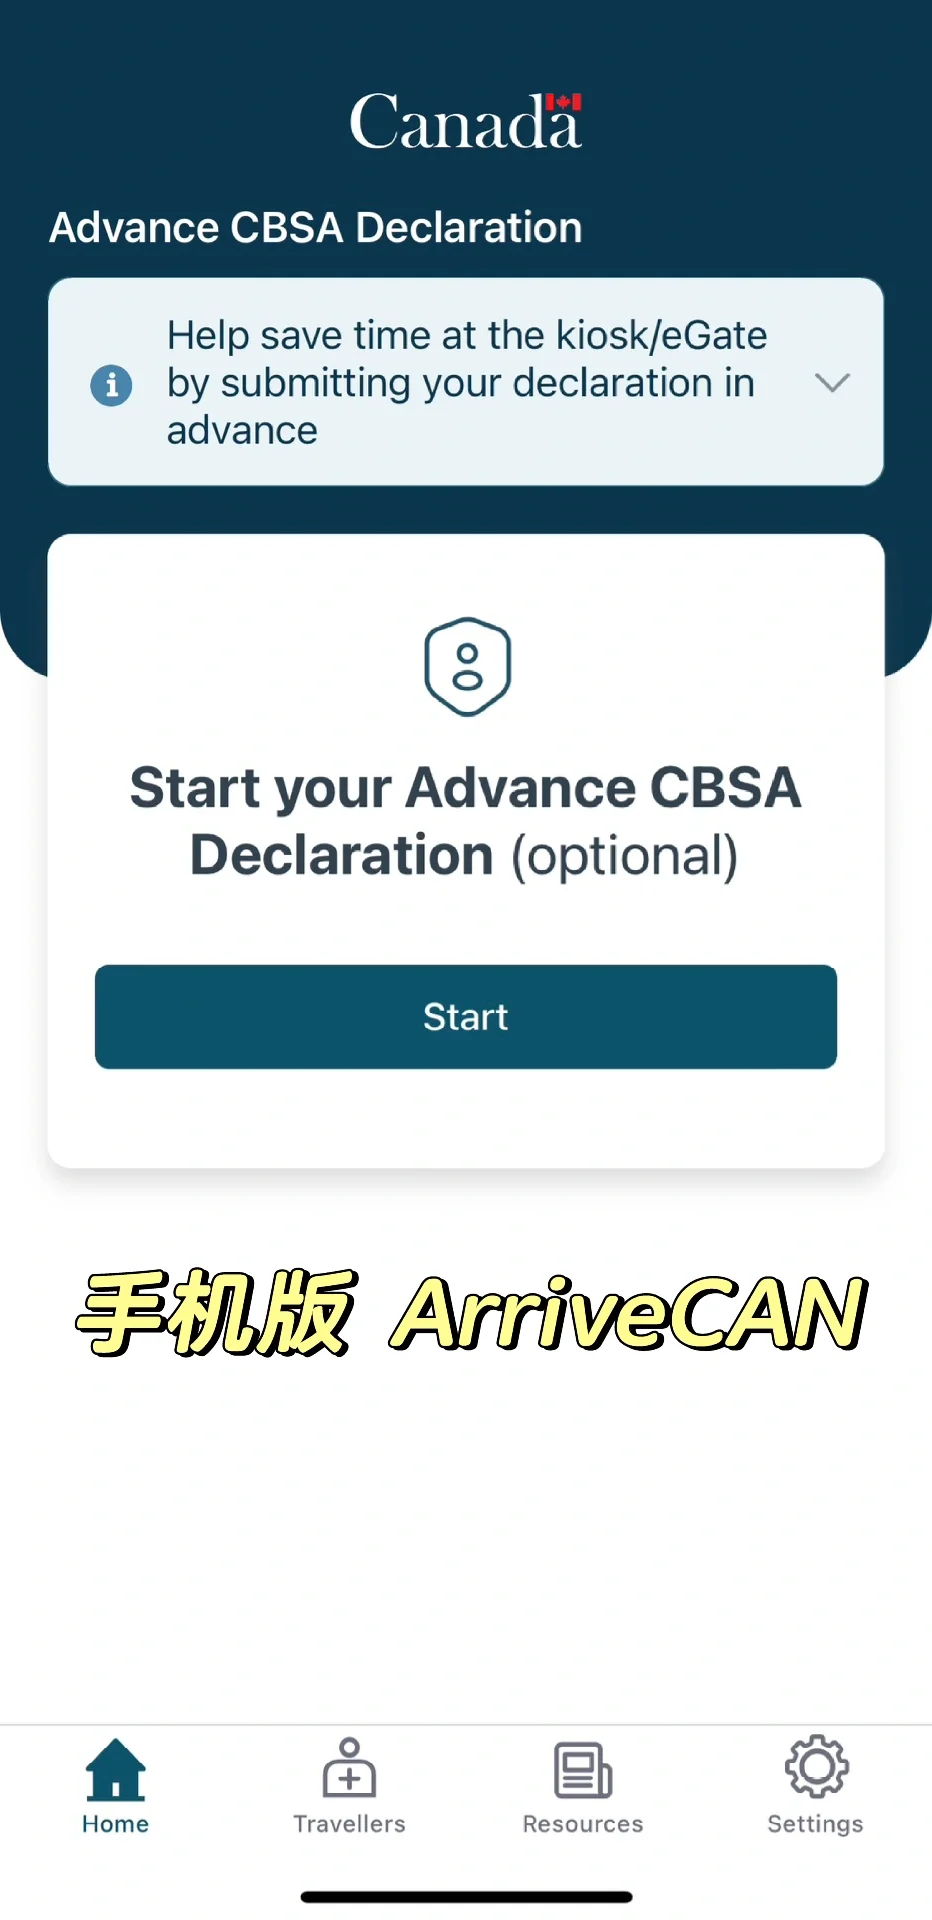 Canada
Advance CBSA Declaration
Help save time at the kiosk/eGate
by submitting your declaration in
advance
Start your Advance CBSA
Declaration (optional)
Start
手机版 ArriveCAN
Home
Travellers
Resources
Settings